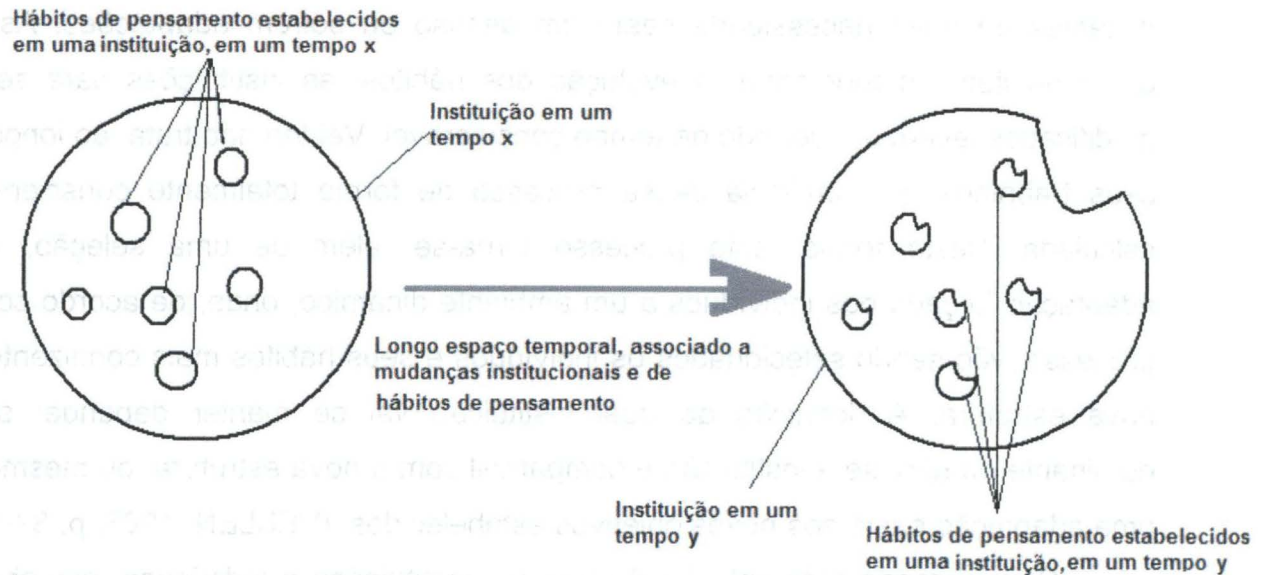 Hábitos de pensamento estabelecidos
em uma instituição, em um tempo x
Instituição em um
tempo x
Longo espaço temporal, associado a
mudanças institucionais e de
hábitos de pensamento
Instituição em um
tempo y
Hábitos de pensamento estabelecidos
em uma instituição, em um tempo y